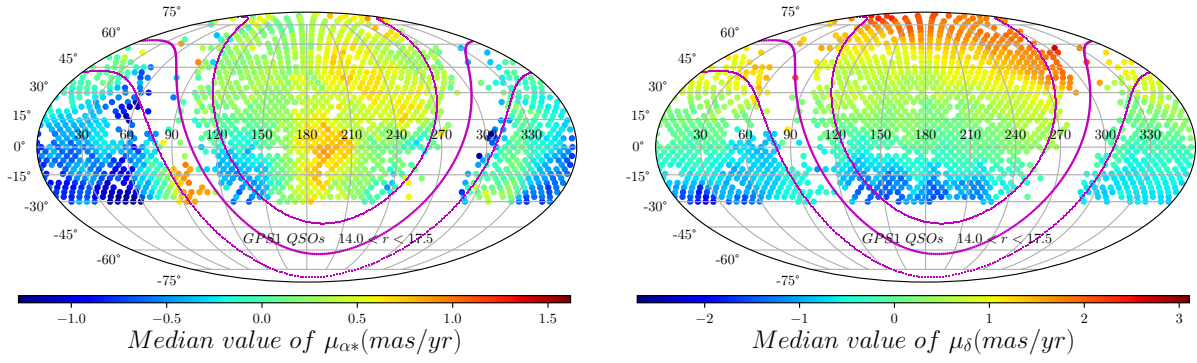 75° 75°
60° 60°
45° 45°
30° 30°
15° 15°
30 60 90 120 150 180 210 240 270 300 330 30 60 90 120 150 180 210 240 270 300 330
0° 0°
-15° -15°
-30° -30°
-45° GPS1 QSOs 14.0 < r < 17.5 -45° GPS1 QSOs 14.0 < r < 17.5
-60° -60°
-75° -75°
−1.0 −0.5 0.0 0.5 1.0 1.5 −2 −1 0 1 2 3
Median value of μα∗(mas/yr) Median value of μδ(mas/yr)